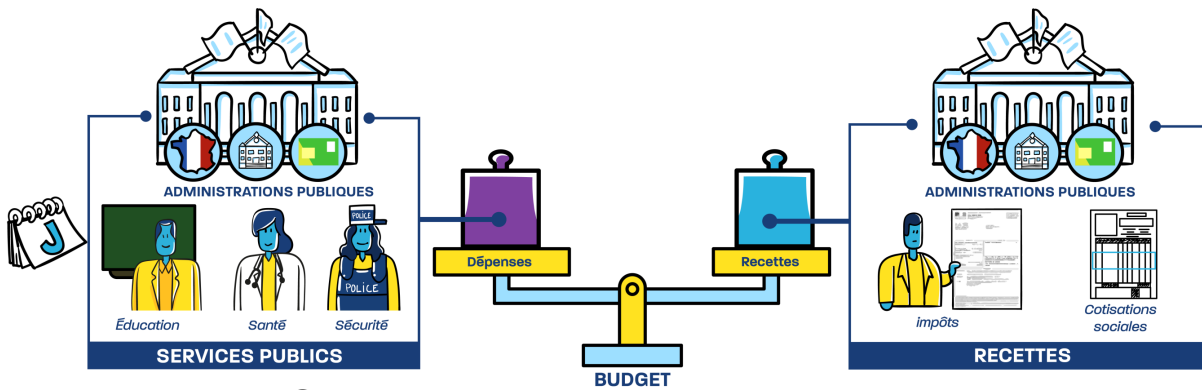 ADMINISTRATIONS PUBLIQUES
J
POLICE
POLICE
Éducation
Santé
Sécurité
SERVICES PUBLICS
Dépenses
Recettes
BUDGET
ADMINISTRATIONS PUBLIQUES
impôts
Cotisations
sociales
RECETTES